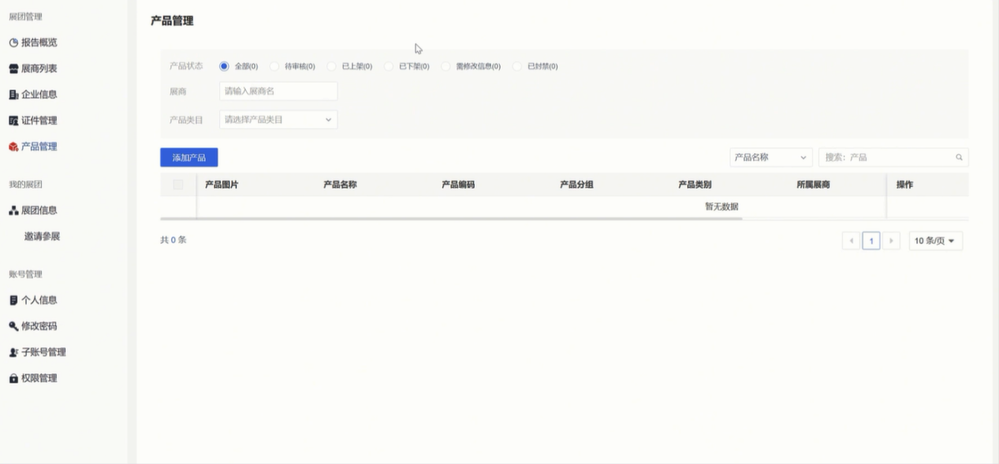 展团管理
报告概览
展商列表
企业信息
证件管理
产品管理
我的展团
展团信息
邀请参展
账号管理
个人信息
修改密码
子账号管理
权限管理
产品管理
产品状态 全部(0) 待审核(0) 已上架(0) 已下架(0) 需修改信息(0) 已封禁(0)
展商 请输入展商名
产品类目 请选择产品类目
添加产品 产品名称 搜索：产品
产品图片 产品名称 产品编码 产品分组 产品类别 所属展商 操作
暂无数据
共 0 条 1 10 条/页